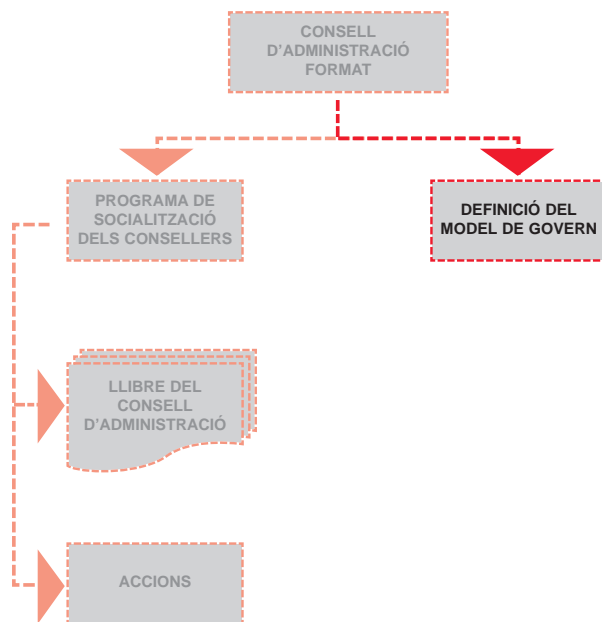 CONSELL
D’ADMINISTRACIÓ
FORMAT
PROGRAMA DE
SOCIALITZACIÓ
DELS CONSELLERS
DEFINICIÓ DEL
MODEL DE GOVERN
LLIBRE DEL
CONSELL
D’ADMINISTRACIÓ
ACCIONS